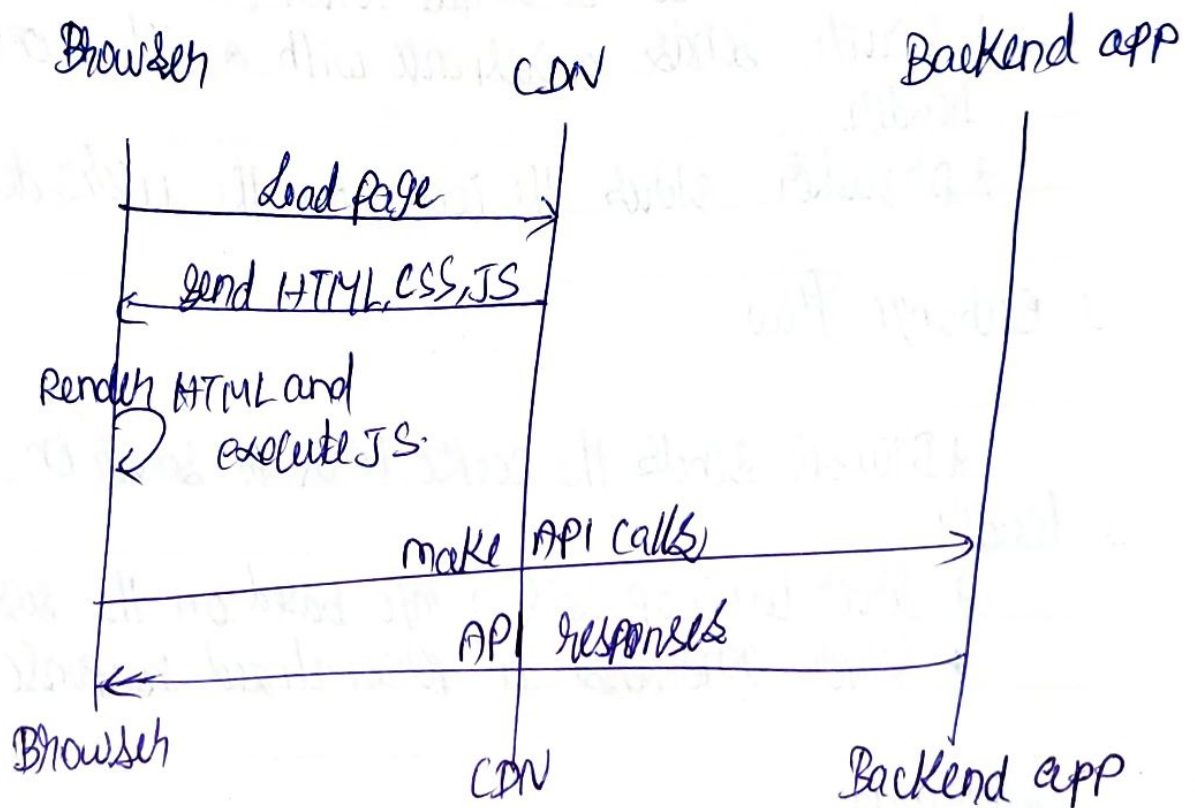 Browser
CDN
Backend app
Load page
send HTML, CSS, JS
Render HTML and
execute JS.
make API calls
API responses
Browser
CDN
Backend app